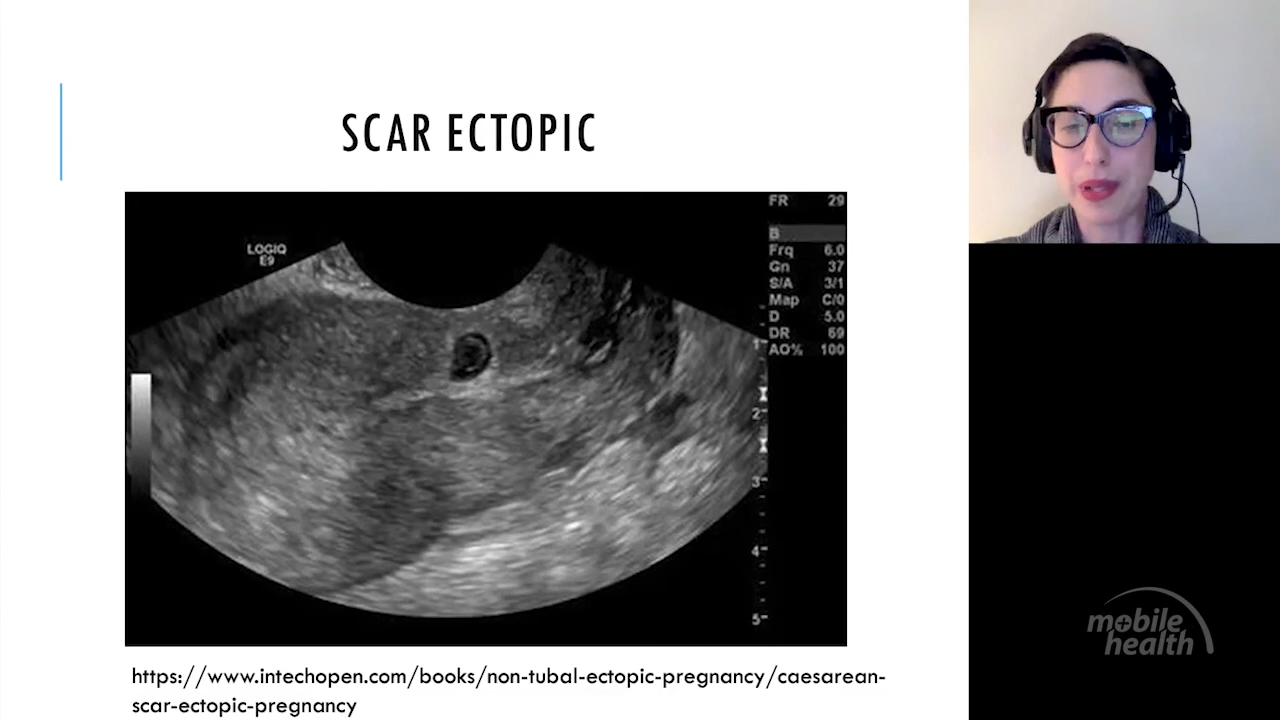 SCAR ECTOPIC
LOGIQ
E9
FR 29
B
Frq 6.0
Gn 37
S/A 3/1
Map C/0
D 5.0
DR 69
AO% 100
1
2
3
4
5
https://www.intechopen.com/books/non-tubal-ectopic-pregnancy/caesarean-
scar-ectopic-pregnancy
mobile
health